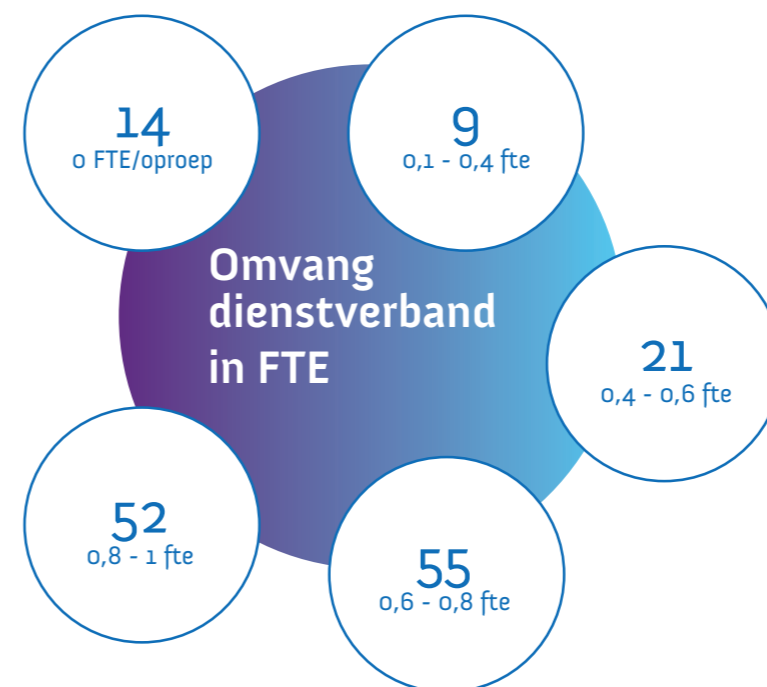 14
0 FTE/oproep
9
0,1 - 0,4 fte
Omvang
dienstverband
in FTE
21
0,4 - 0,6 fte
52
0,8 - 1 fte
55
0,6 - 0,8 fte